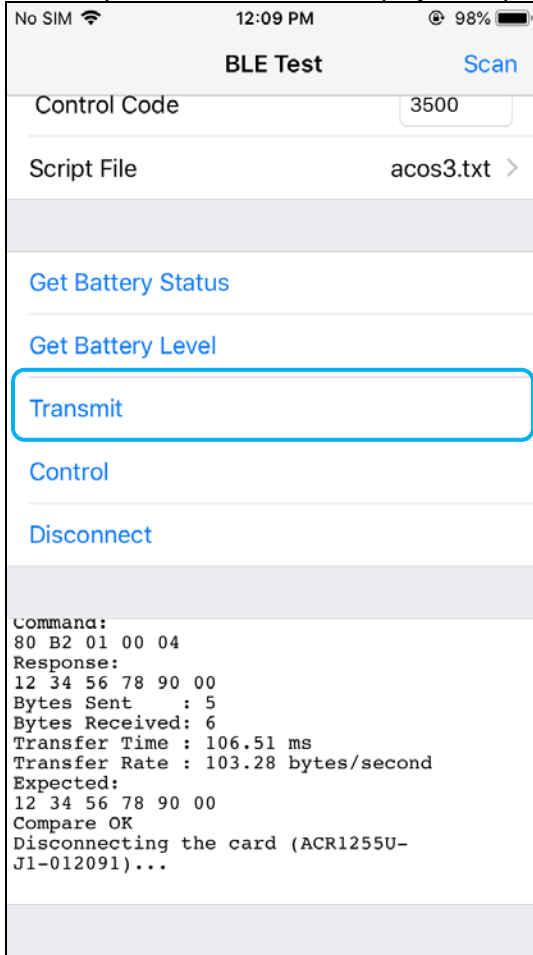 No SIM 12:09 PM 98%
BLE Test Scan
Control Code 3500
Script File acos3.txt >
Get Battery Status
Get Battery Level
Transmit
Control
Disconnect
Command:
80 B2 01 00 04
Response:
12 34 56 78 90 00
Bytes Sent    : 5
Bytes Received: 6
Transfer Time : 106.51 ms
Transfer Rate : 103.28 bytes/second
Expected:
12 34 56 78 90 00
Compare OK
Disconnecting the card (ACR1255U-
J1-012091)...